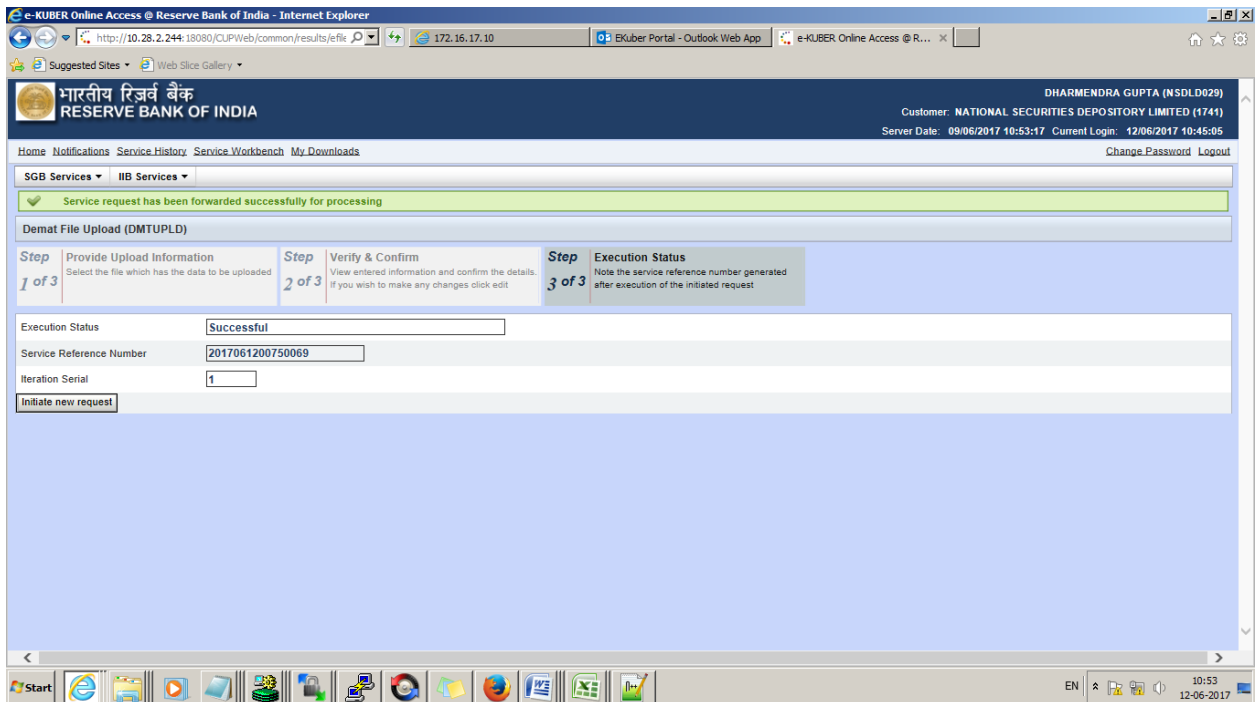 e-KUBER Online Access @ Reserve Bank of India - Internet Explorer
http://10.28.2.244:18080/CUPWeb/common/results/efile
172.16.17.10
EKuber Portal - Outlook Web App
e-KUBER Online Access @ R...
Suggested Sites
Web Slice Gallery
भारतीय रिज़र्व बैंक
RESERVE BANK OF INDIA
DHARMENDRA GUPTA (NSDLD029)
Customer: NATIONAL SECURITIES DEPOSITORY LIMITED (1741)
Server Date: 09/06/2017 10:53:17 Current Login: 12/06/2017 10:45:05
Home Notifications Service History Service Workbench My Downloads
Change Password Logout
SGB Services IIB Services
Service request has been forwarded successfully for processing
Demat File Upload (DMTUPLD)
Step 1 of 3
Provide Upload Information
Select the file which has the data to be uploaded
Step 2 of 3
Verify & Confirm
View entered information and confirm the details.
If you wish to make any changes click edit
Step 3 of 3
Execution Status
Note the service reference number generated
after execution of the initiated request
Execution Status Successful
Service Reference Number 2017061200750069
Iteration Serial 1
Initiate new request
Start
EN
10:53
12-06-2017